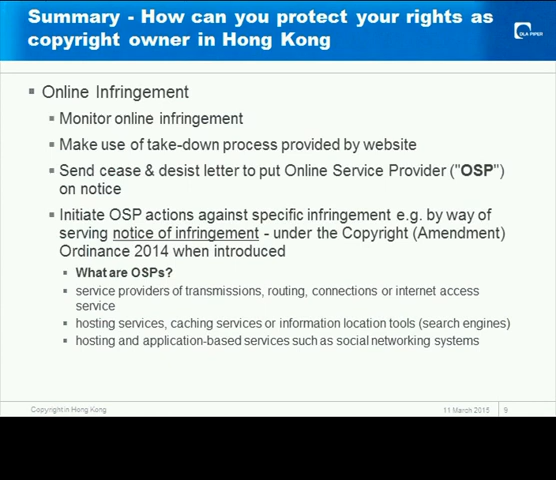 Summary - How can you protect your rights as
copyright owner in Hong Kong
DLA PIPER
Online Infringement
Monitor online infringement
Make use of take-down process provided by website
Send cease & desist letter to put Online Service Provider ("OSP")
on notice
Initiate OSP actions against specific infringement e.g. by way of
serving notice of infringement - under the Copyright (Amendment)
Ordinance 2014 when introduced
What are OSPs?
service providers of transmissions, routing, connections or internet access
service
hosting services, caching services or information location tools (search engines)
hosting and application-based services such as social networking systems
Copyright in Hong Kong
11 March 2015
9